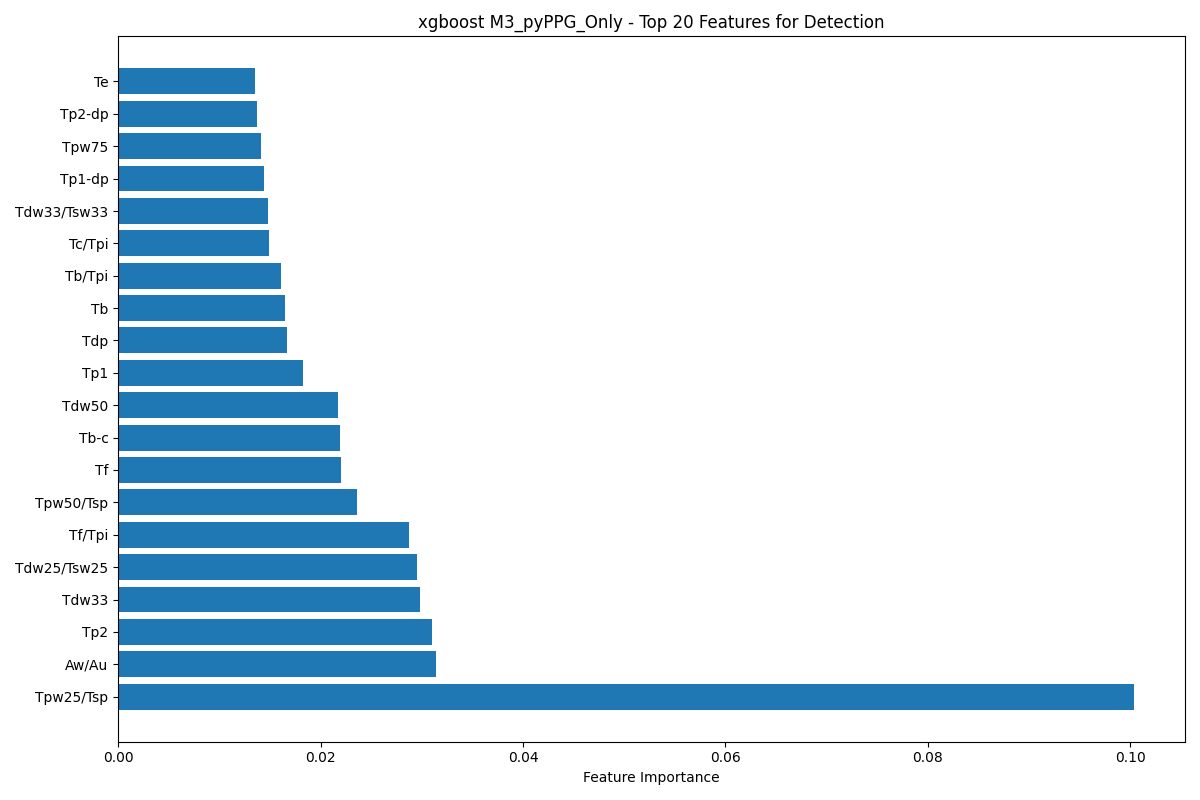 xgboost M3_pyPPG_Only - Top 20 Features for Detection
Te
Tp2-dp
Tpw75
Tp1-dp
Tdw33/Tsw33
Tc/Tpi
Tb/Tpi
Tb
Tdp
Tp1
Tdw50
Tb-c
Tf
Tpw50/Tsp
Tf/Tpi
Tdw25/Tsw25
Tdw33
Tp2
Aw/Au
Tpw25/Tsp
0.00 0.02 0.04 0.06 0.08 0.10
Feature Importance